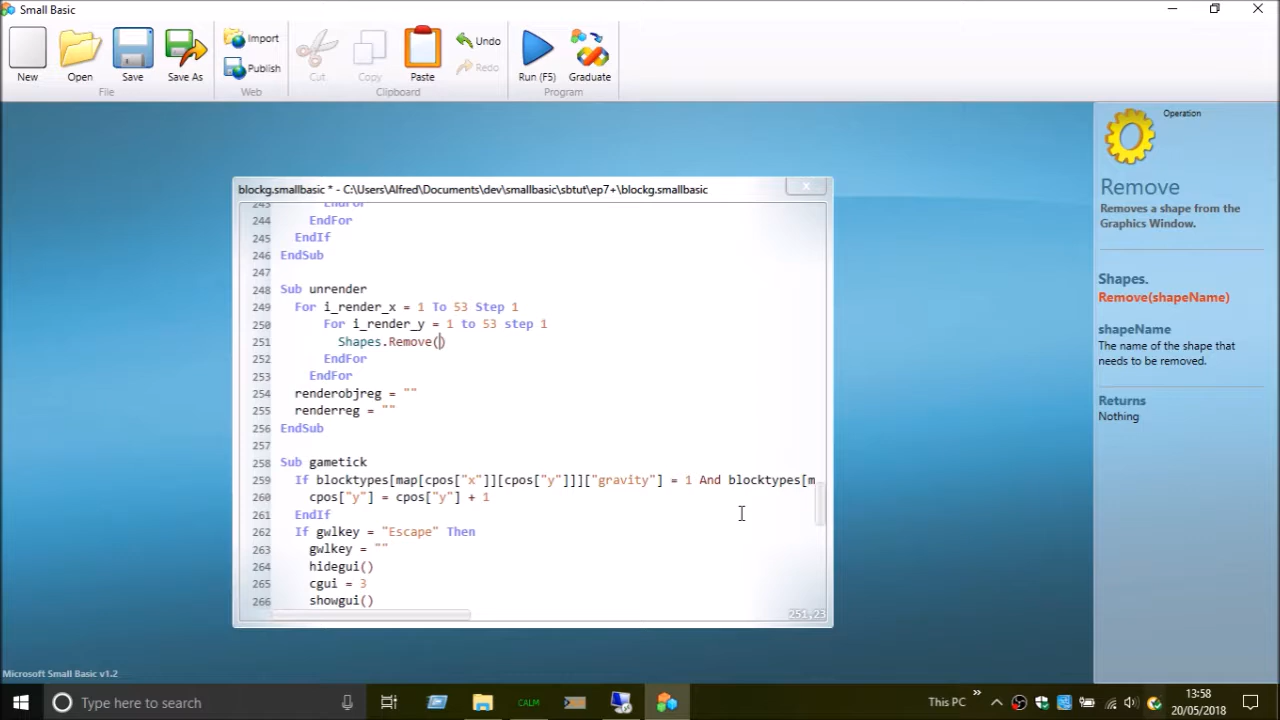 Small Basic
New
Open
Save
Save As
Import
Publish
Cut
Copy
Paste
Undo
Redo
Run (F5)
Graduate
File
Web
Clipboard
Program
Operation
Remove
Removes a shape from the
Graphics Window.
Shapes.
Remove(shapeName)
shapeName
The name of the shape that
needs to be removed.
Returns
Nothing
blockg.smallbasic * - C:\Users\Alfred\Documents\dev\smallbasic\sbtut\ep7+\blockg.smallbasic
x
243 EndFor
244 EndFor
245 EndIf
246 EndSub
247
248 Sub unrender
249 For i_render_x = 1 To 53 Step 1
250 For i_render_y = 1 to 53 step 1
251 Shapes.Remove()
252 EndFor
253 EndFor
254 renderobjreg = ""
255 renderreg = ""
256 EndSub
257
258 Sub gametick
259 If blocktypes[map[cpos["x"]][cpos["y"]]]["gravity"] = 1 And blocktypes[m
260 cpos["y"] = cpos["y"] + 1
261 EndIf
262 If gwlkey = "Escape" Then
263 gwlkey = ""
264 hidegui()
265 cgui = 3
266 showgui()
251,23
Microsoft Small Basic v1.2
Type here to search
CALM
This PC
13:58
20/05/2018